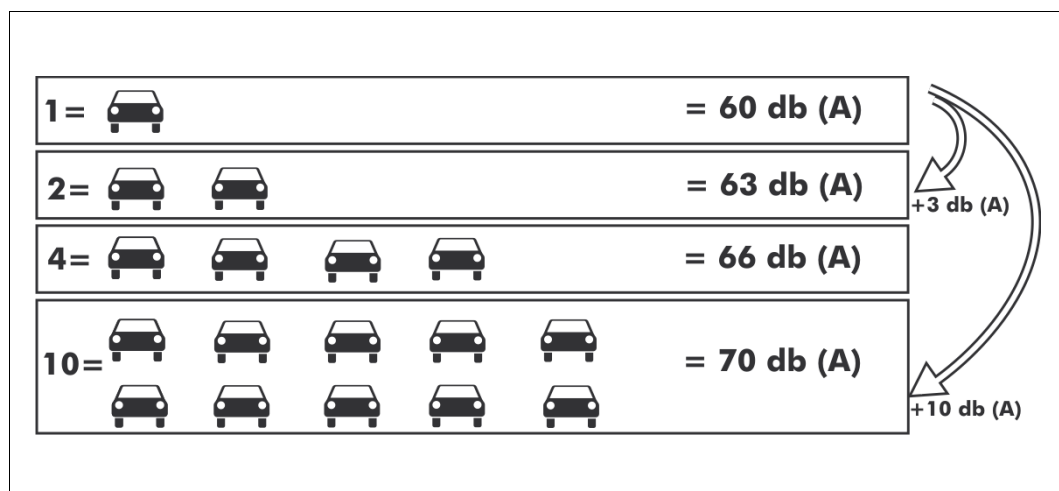 1= = 60 db (A)
2= = 63 db (A)
+3 db (A)
4= = 66 db (A)
10= = 70 db (A)
+10 db (A)